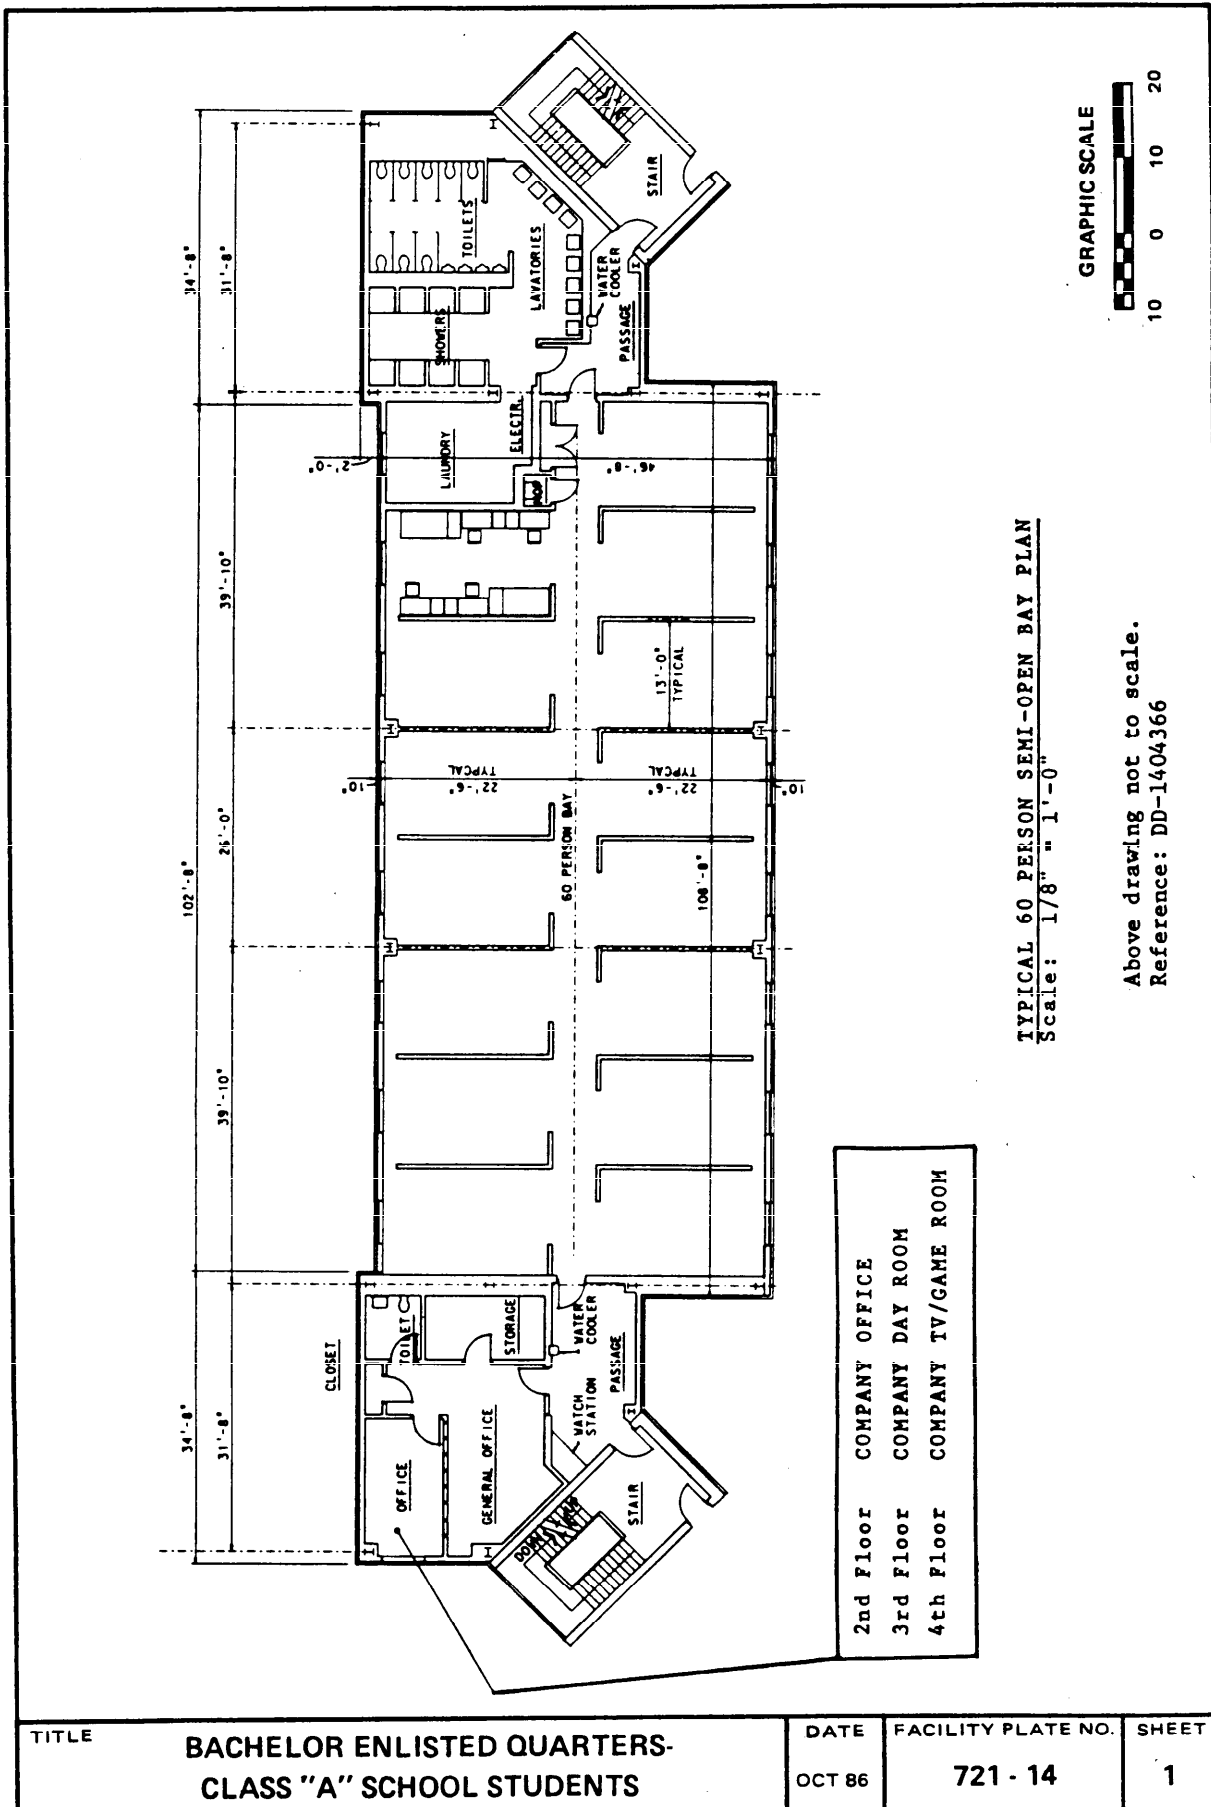 34'-8"
31'-8"
102'-8"
39'-10"
26'-0"
39'-10"
34'-8"
31'-8"
CLOSET
OFFICE
TOILET
GENERAL OFFICE
STORAGE
WATER
COOLER
WATCH
STATION
PASSAGE
DOWN
UP
STAIR
60 PERSON BAY
10"
22'-6"
TYPCAL
22'-6"
TYPCAL
10"
108'-8"
13'-0"
TYPICAL
2'-0"
46'-8"
LAUNDRY
ELECTR.
MOP
SHOWERS
TOILETS
LAVATORIES
WATER
COOLER
PASSAGE
STAIR
2nd Floor COMPANY OFFICE
3rd Floor COMPANY DAY ROOM
4th Floor COMPANY TV/GAME ROOM
TYPICAL 60 PERSON SEMI-OPEN BAY PLAN
Scale: 1/8" = 1'-0"
Above drawing not to scale.
Reference: DD-1404366
GRAPHIC SCALE
10 0 10 20
TITLE
BACHELOR ENLISTED QUARTERS-
CLASS "A" SCHOOL STUDENTS
DATE
OCT 86
FACILITY PLATE NO.
721 - 14
SHEET
1